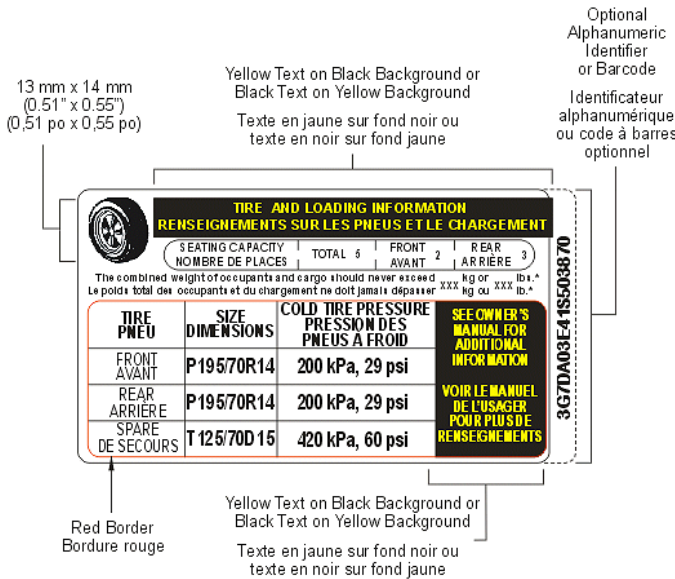 Optional
Alphanumeric
Identifier
or Barcode
Identificateur
alphanumérique
ou code à barres
optionnel
13 mm x 14 mm
(0.51" x 0.55")
(0,51 po x 0,55 po)
Yellow Text on Black Background or
Black Text on Yellow Background
Texte en jaune sur fond noir ou
texte en noir sur fond jaune
TIRE AND LOADING INFORMATION
RENSEIGNEMENTS SUR LES PNEUS ET LE CHARGEMENT
SEATING CAPACITY
NOMBRE DE PLACES
TOTAL 5
FRONT
AVANT 2
REAR
ARRIÈRE 3
The combined weight of occupants and cargo should never exceed xxx kg or xxx lbs.*
Le poids total des occupants et du chargement ne doit jamais dépasser xxx kg ou xxx lb.*
TIRE
PNEU
SIZE
DIMENSIONS
COLD TIRE PRESSURE
PRESSION DES
PNEUS À FROID
SEE OWNER'S
MANUAL FOR
ADDITIONAL
INFORMATION
VOIR LE MANUEL
DE L'USAGER
POUR PLUS DE
RENSEIGNEMENTS
FRONT
AVANT
P195/70R14
200 kPa, 29 psi
REAR
ARRIÈRE
P195/70R14
200 kPa, 29 psi
SPARE
DE SECOURS
T125/70D15
420 kPa, 60 psi
3G7DA03E41S503870
Red Border
Bordure rouge
Yellow Text on Black Background or
Black Text on Yellow Background
Texte en jaune sur fond noir ou
texte en noir sur fond jaune